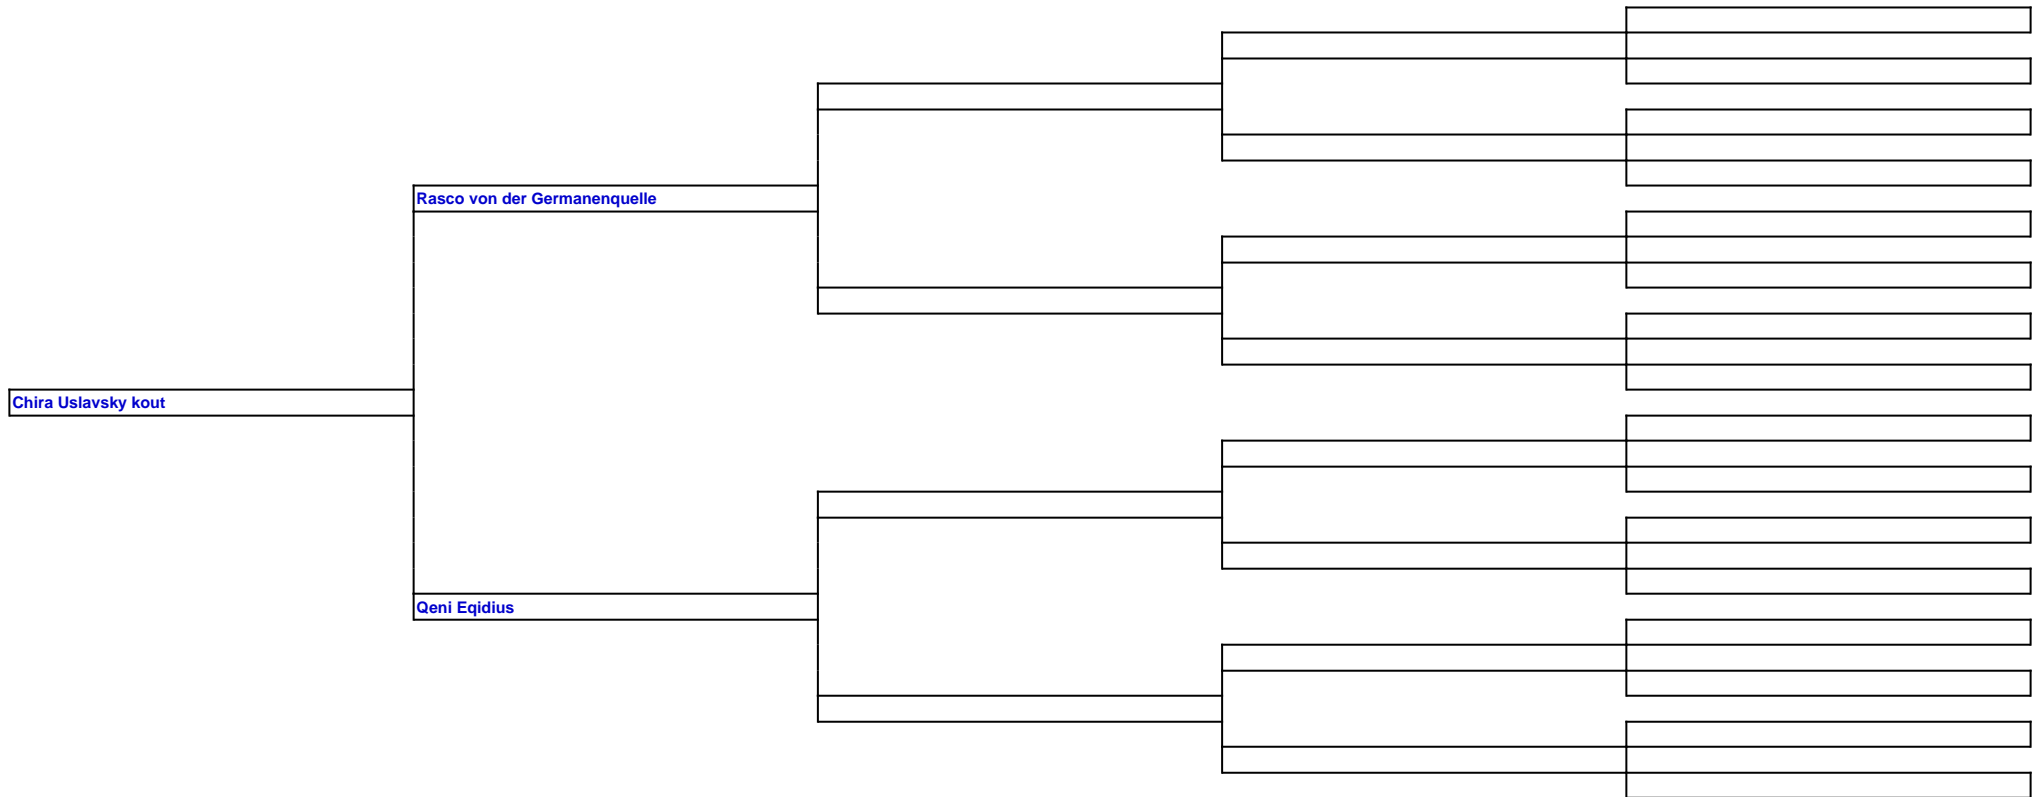 Rasco von der Germanenquelle
Chira Uslavsky kout
Qeni Eqidius